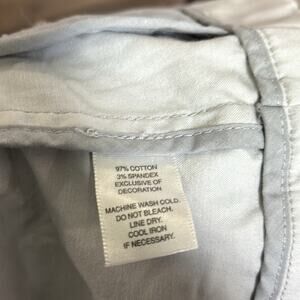 97% COTTON
3% SPANDEX
EXCLUSIVE OF
DECORATION
MACHINE WASH COLD.
DO NOT BLEACH.
LINE DRY.
COOL IRON
IF NECESSARY.